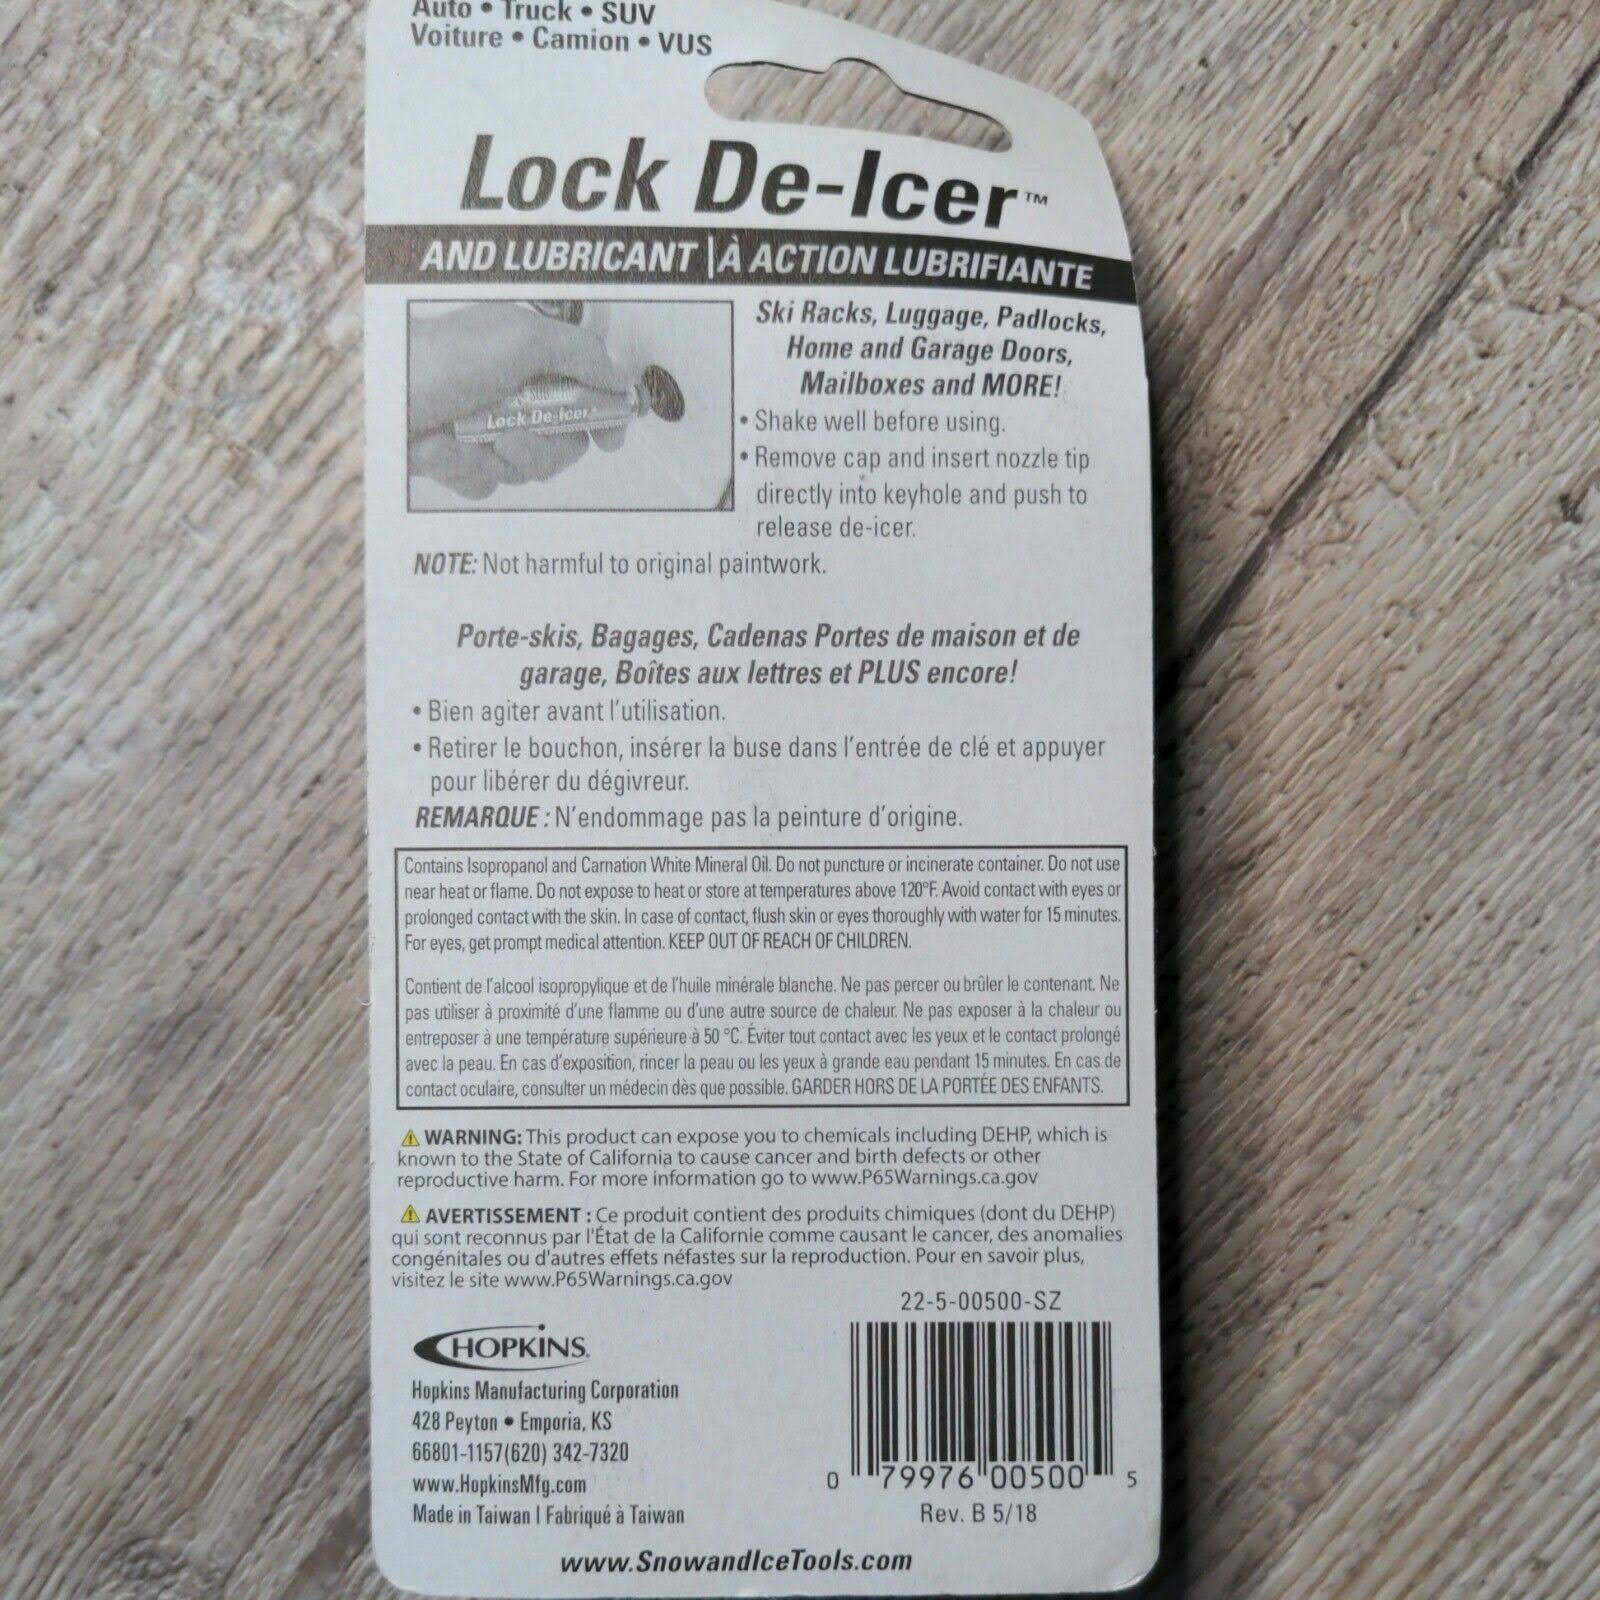 Auto • Truck • SUV
Voiture • Camion • VUS
Lock De-Icer™
AND LUBRICANT | À ACTION LUBRIFIANTE
Lock De-Icer
Ski Racks, Luggage, Padlocks,
Home and Garage Doors,
Mailboxes and MORE!
• Shake well before using.
• Remove cap and insert nozzle tip
directly into keyhole and push to
release de-icer.
NOTE: Not harmful to original paintwork.
Porte-skis, Bagages, Cadenas Portes de maison et de
garage, Boîtes aux lettres et PLUS encore!
• Bien agiter avant l'utilisation.
• Retirer le bouchon, insérer la buse dans l'entrée de clé et appuyer
pour libérer du dégivreur.
REMARQUE : N'endommage pas la peinture d'origine.
Contains Isopropanol and Carnation White Mineral Oil. Do not puncture or incinerate container. Do not use
near heat or flame. Do not expose to heat or store at temperatures above 120°F. Avoid contact with eyes or
prolonged contact with the skin. In case of contact, flush skin or eyes thoroughly with water for 15 minutes.
For eyes, get prompt medical attention. KEEP OUT OF REACH OF CHILDREN.
Contient de l'alcool isopropylique et de l'huile minérale blanche. Ne pas percer ou brûler le contenant. Ne
pas utiliser à proximité d'une flamme ou d'une autre source de chaleur. Ne pas exposer à la chaleur ou
entreposer à une température supérieure à 50 °C. Éviter tout contact avec les yeux et le contact prolongé
avec la peau. En cas d'exposition, rincer la peau ou les yeux à grande eau pendant 15 minutes. En cas de
contact oculaire, consulter un médecin dès que possible. GARDER HORS DE LA PORTÉE DES ENFANTS.
⚠ WARNING: This product can expose you to chemicals including DEHP, which is
known to the State of California to cause cancer and birth defects or other
reproductive harm. For more information go to www.P65Warnings.ca.gov
⚠ AVERTISSEMENT : Ce produit contient des produits chimiques (dont du DEHP)
qui sont reconnus par l'État de la Californie comme causant le cancer, des anomalies
congénitales ou d'autres effets néfastes sur la reproduction. Pour en savoir plus,
visitez le site www.P65Warnings.ca.gov
22-5-00500-SZ
HOPKINS®
Hopkins Manufacturing Corporation
428 Peyton • Emporia, KS
66801-1157(620) 342-7320
www.HopkinsMfg.com
Made in Taiwan | Fabriqué à Taiwan
0 79976 00500 5
Rev. B 5/18
www.SnowandIceTools.com